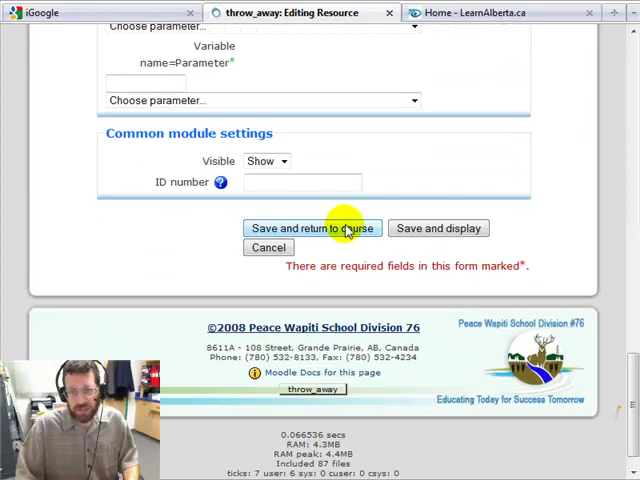 iGoogle
throw_away: Editing Resource
Home - LearnAlberta.ca
Choose parameter...
Variable
name=Parameter*
Choose parameter...
Common module settings
Visible
Show
ID number
Save and return to course
Save and display
Cancel
There are required fields in this form marked*.
©2008 Peace Wapiti School Division 76
8611A - 108 Street, Grande Prairie, AB, Canada
Phone: (780) 532-8133, Fax: (780) 532-4234
Moodle Docs for this page
throw_away
Peace Wapiti School Division #76
Educating Today for Success Tomorrow
0.066536 secs
RAM: 4.3MB
RAM peak: 4.4MB
Included 87 files
ticks: 7 user: 6 sys: 0 cuser: 0 csys: 0